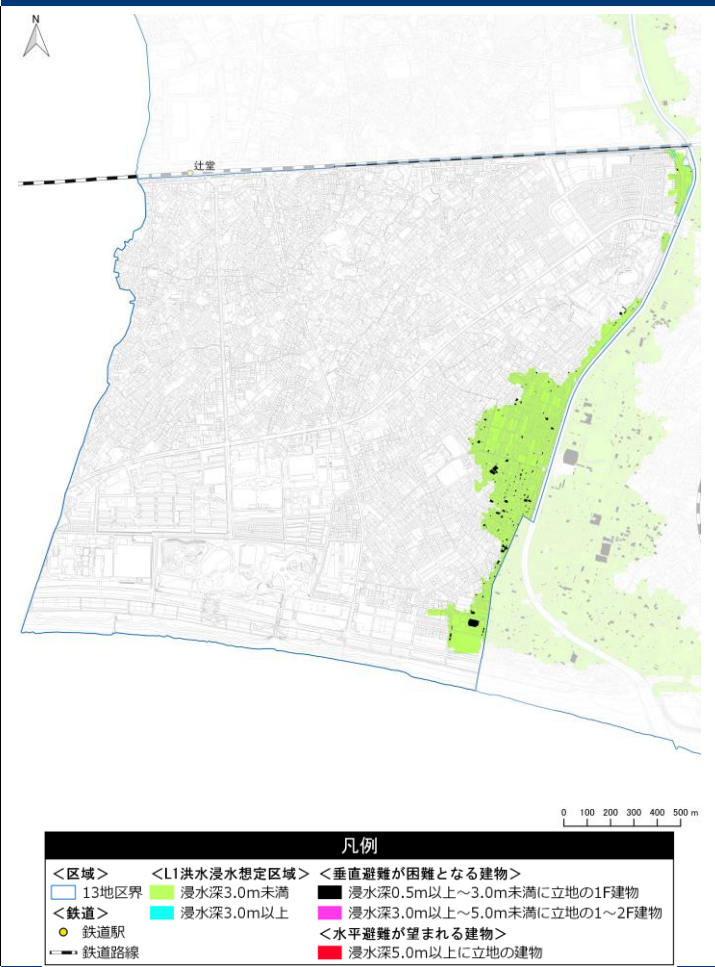 N
辻堂
0 100 200 300 400 500 m
凡例
<区域>
13地区界
<鉄道>
鉄道駅
鉄道路線
<L1洪水浸水想定区域>
浸水深3.0m未満
浸水深3.0m以上
<垂直避難が困難となる建物>
浸水深0.5m以上~3.0m未満に立地の1F建物
浸水深3.0m以上~5.0m未満に立地の1~2F建物
<水平避難が望まれる建物>
浸水深5.0m以上に立地の建物